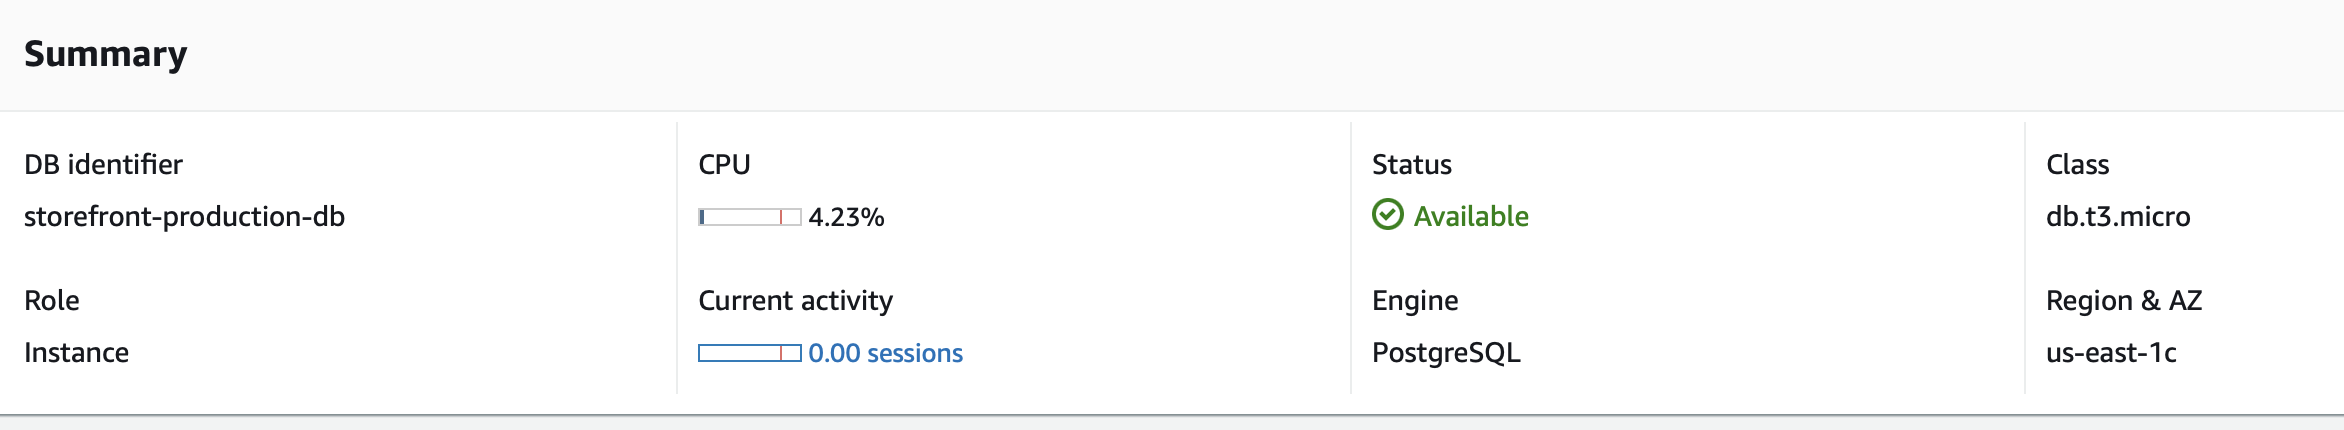 Summary
DB identifier
storefront-production-db
Role
Instance
CPU
4.23%
Current activity
0.00 sessions
Status
Available
Engine
PostgreSQL
Class
db.t3.micro
Region & AZ
us-east-1c